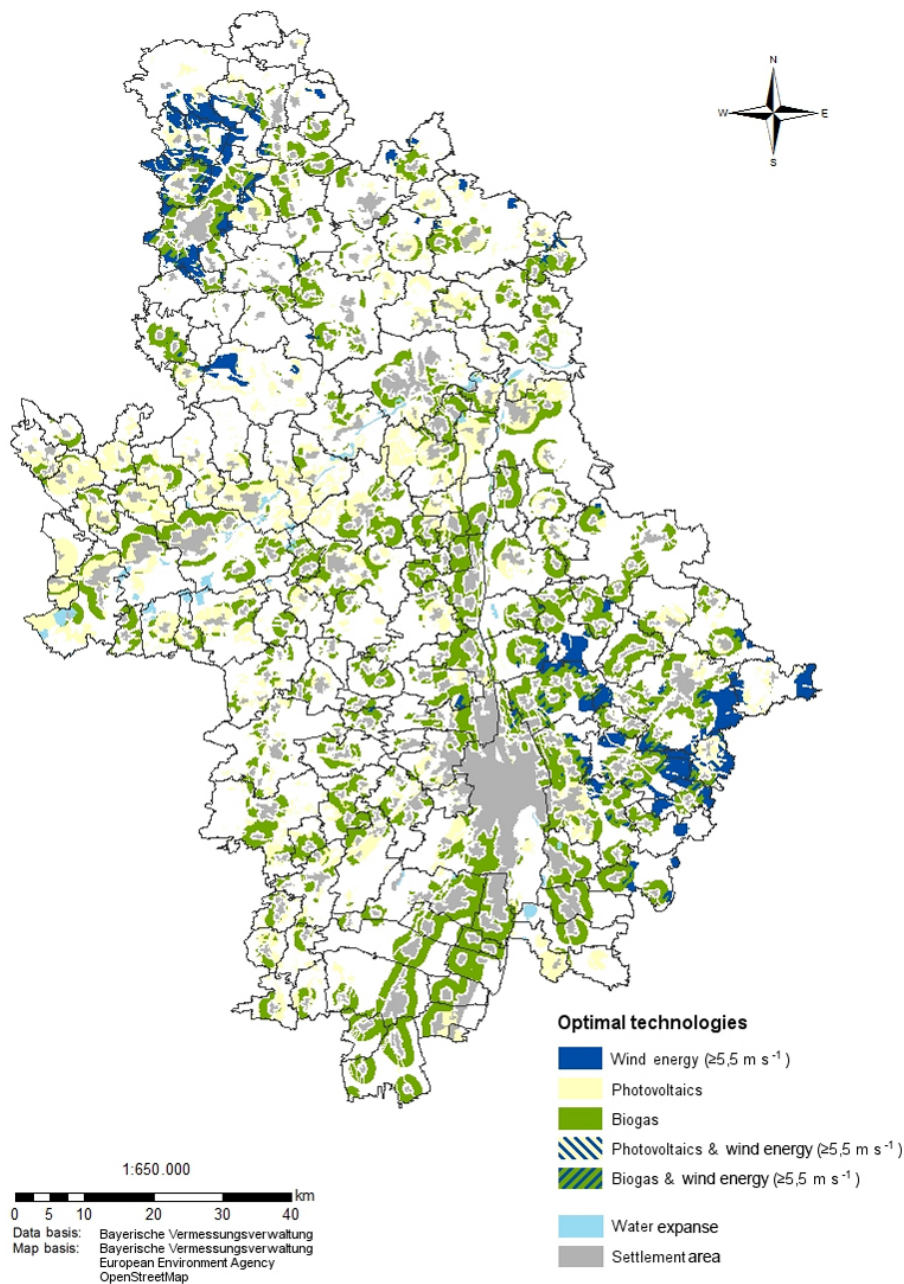 N
W E
S
Optimal technologies
Wind energy (≥5,5 m s⁻¹)
Photovoltaics
Biogas
Photovoltaics & wind energy (≥5,5 m s⁻¹)
Biogas & wind energy (≥5,5 m s⁻¹)
Water expanse
Settlement area
1:650.000
km
0 5 10 20 30 40
Data basis: Bayerische Vermessungsverwaltung
Map basis: Bayerische Vermessungsverwaltung
European Environment Agency
OpenStreetMap